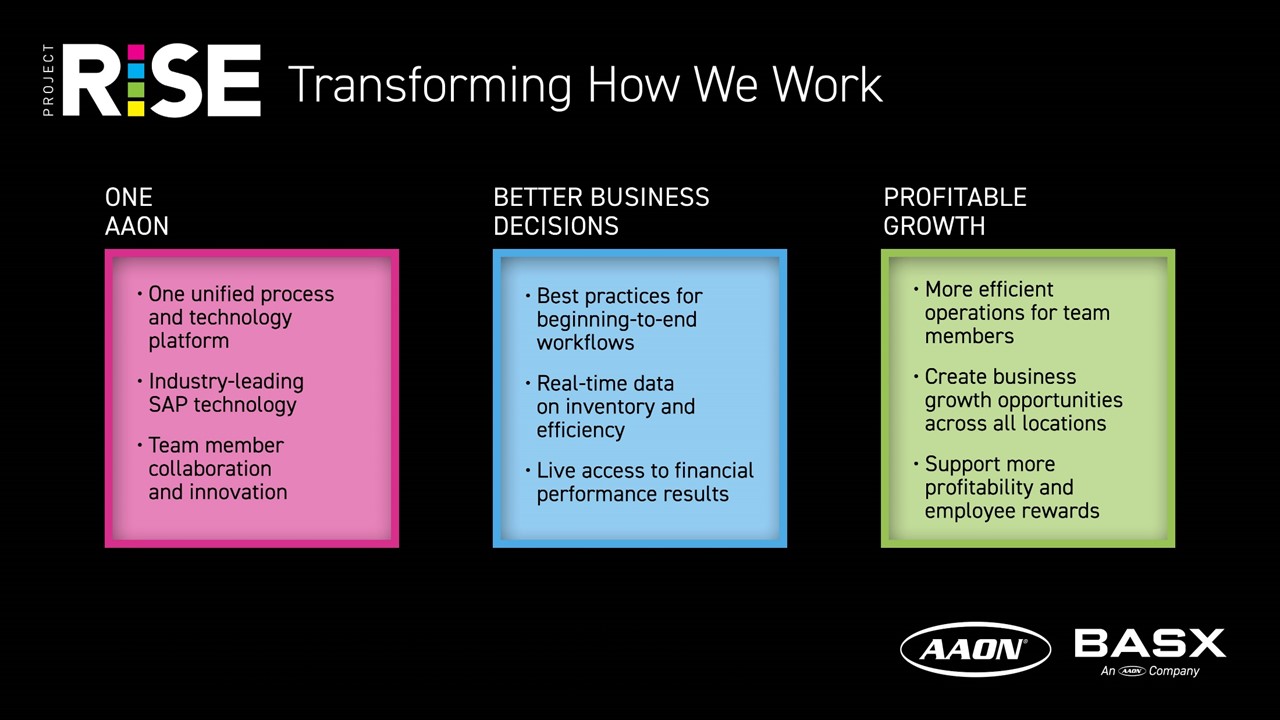 PROJECT
RISE Transforming How We Work
ONE
AAON
• One unified process
and technology
platform
• Industry-leading
SAP technology
• Team member
collaboration
and innovation
BETTER BUSINESS
DECISIONS
• Best practices for
beginning-to-end
workflows
• Real-time data
on inventory and
efficiency
• Live access to financial
performance results
PROFITABLE
GROWTH
• More efficient
operations for team
members
• Create business
growth opportunities
across all locations
• Support more
profitability and
employee rewards
AAON®
BASX
An AAON Company